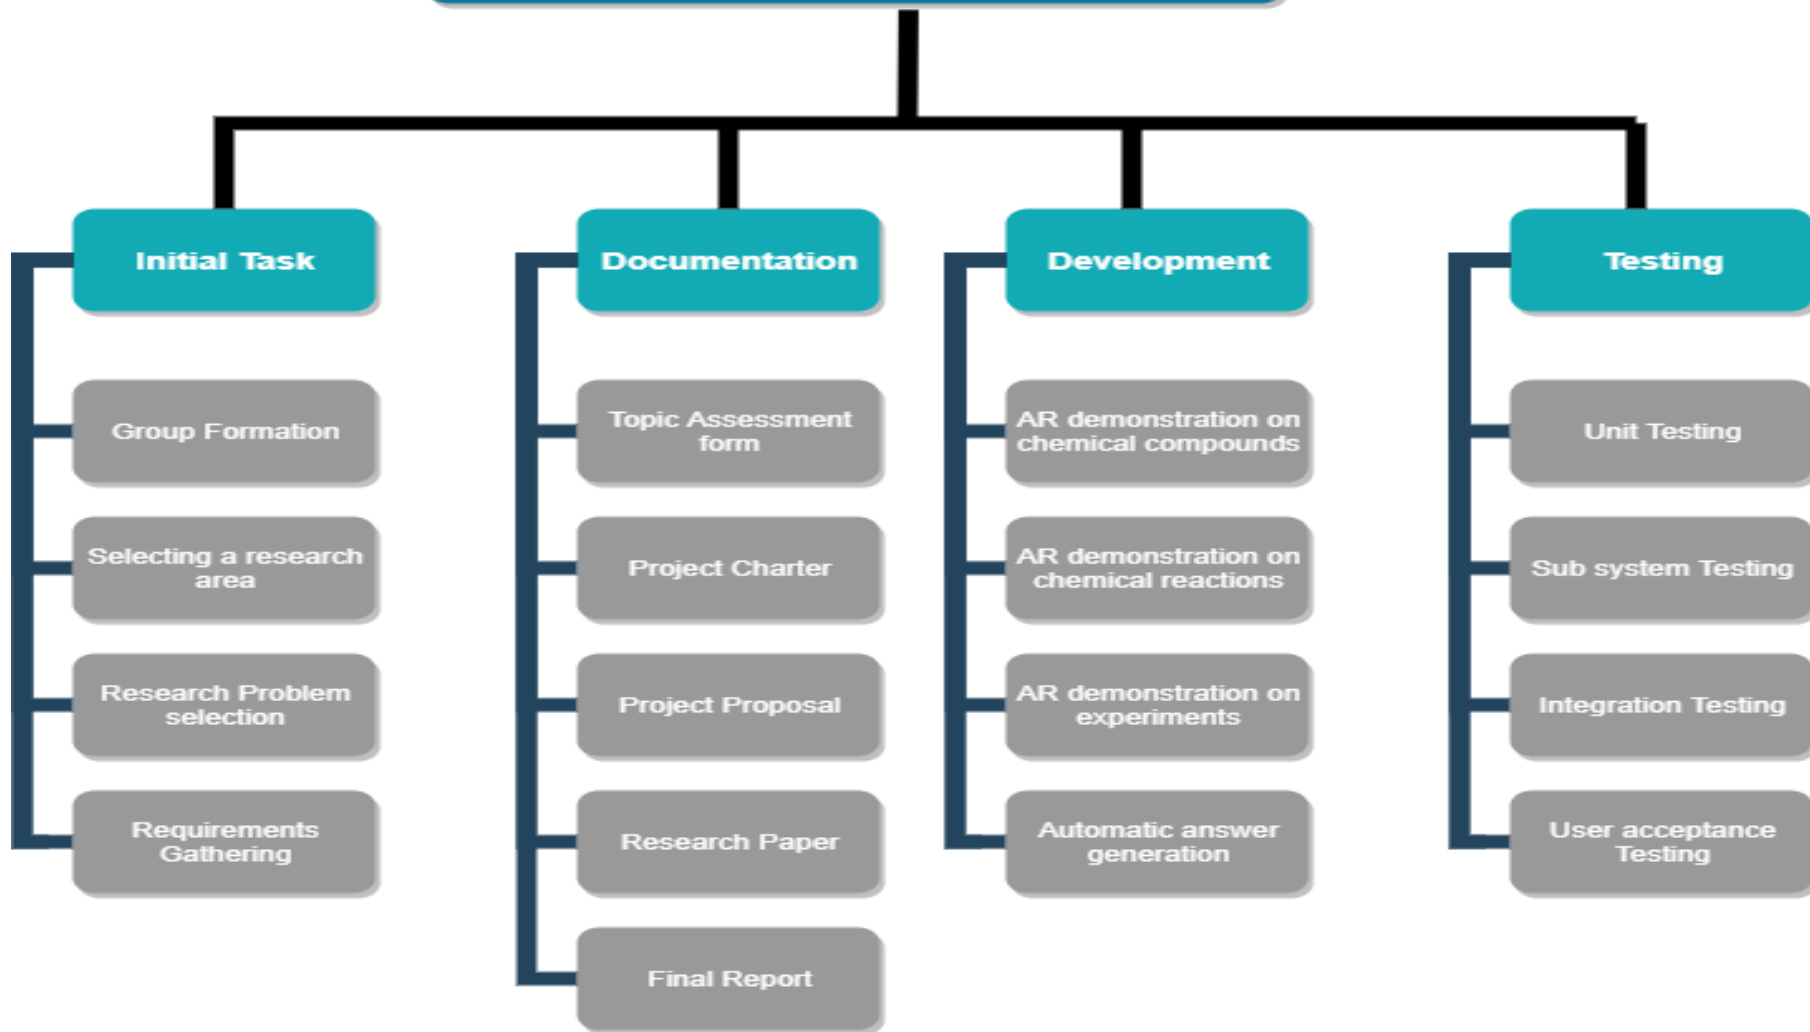 Initial Task
Group Formation
Selecting a research
area
Research Problem
selection
Requirements
Gathering
Documentation
Topic Assessment
form
Project Charter
Project Proposal
Research Paper
Final Report
Development
AR demonstration on
chemical compounds
AR demonstration on
chemical reactions
AR demonstration on
experiments
Automatic answer
generation
Testing
Unit Testing
Sub system Testing
Integration Testing
User acceptance
Testing